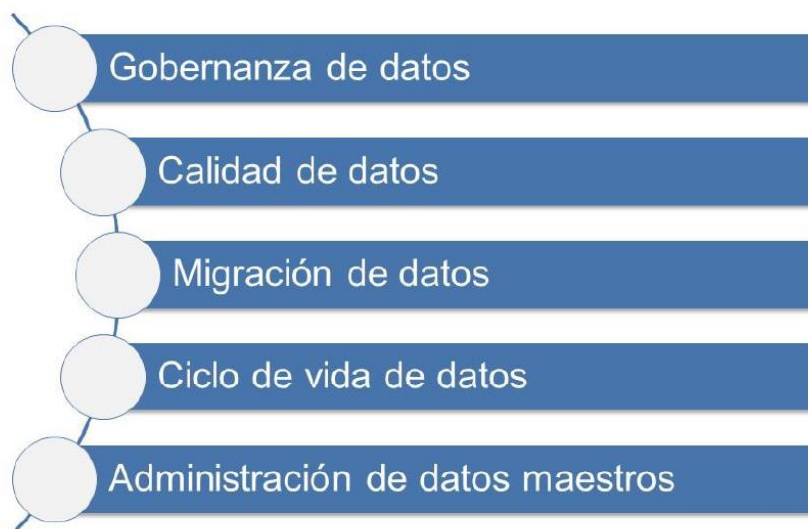 Gobernanza de datos
Calidad de datos
Migración de datos
Ciclo de vida de datos
Administración de datos maestros